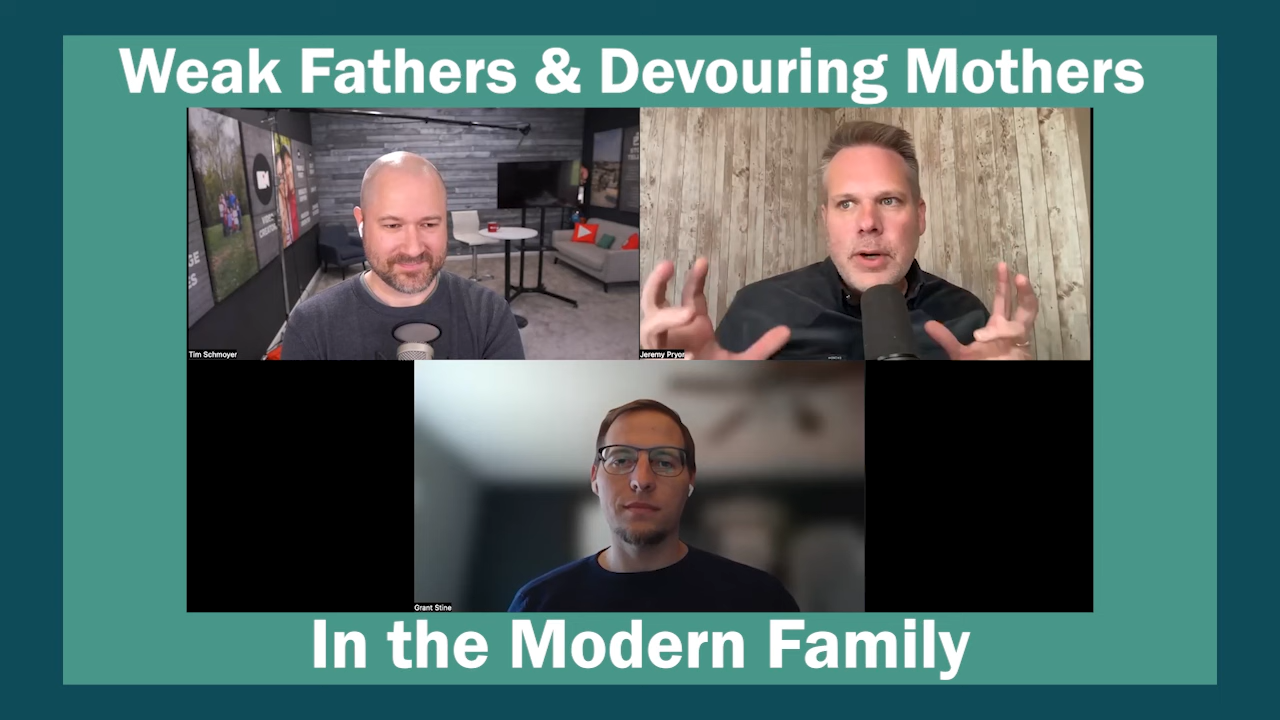 Weak Fathers & Devouring Mothers
Tim Schmoyer
Jeremy Pryor
Grant Stine
In the Modern Family